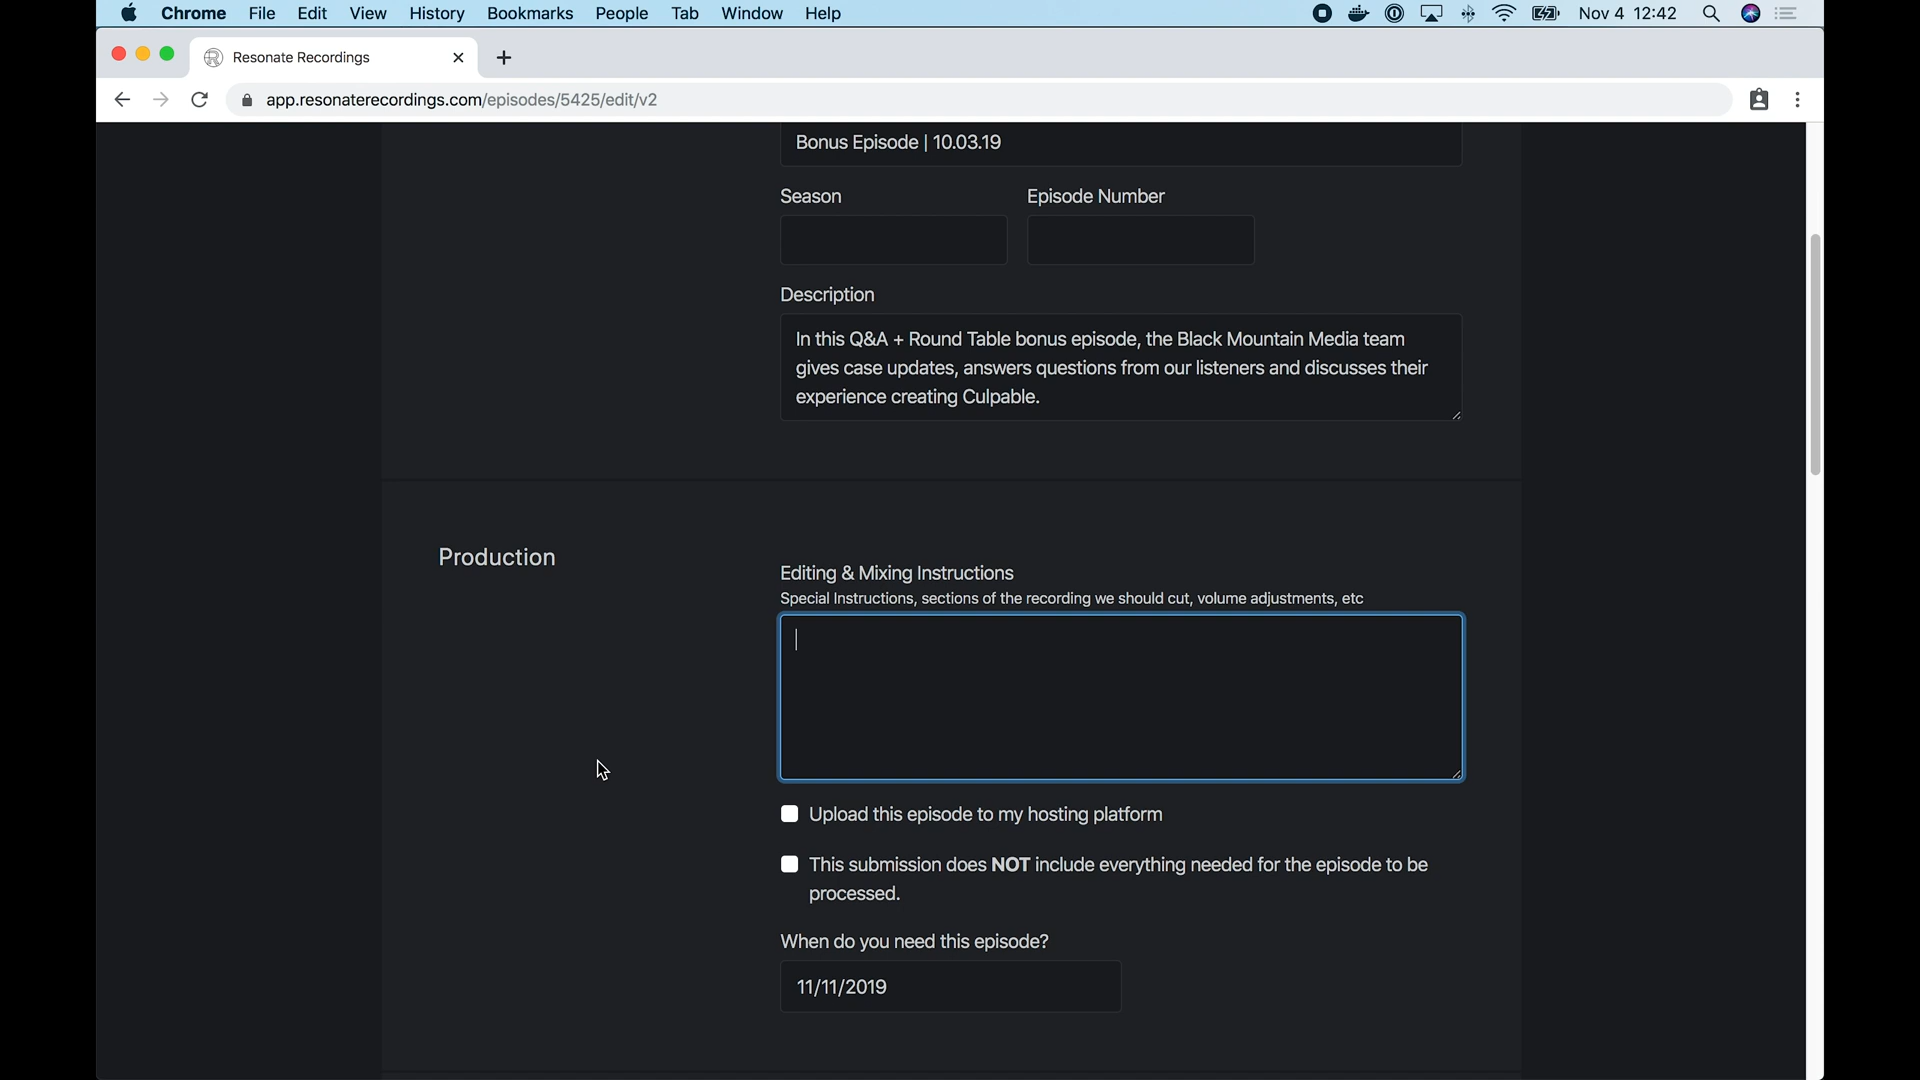 Chrome File Edit View History Bookmarks People Tab Window Help Nov 4 12:42
Resonate Recordings
app.resonaterecordings.com/episodes/5425/edit/v2
Bonus Episode | 10.03.19
Season Episode Number
Description
In this Q&A + Round Table bonus episode, the Black Mountain Media team
gives case updates, answers questions from our listeners and discusses their
experience creating Culpable.
Production
Editing & Mixing Instructions
Special Instructions, sections of the recording we should cut, volume adjustments, etc
Upload this episode to my hosting platform
This submission does NOT include everything needed for the episode to be
processed.
When do you need this episode?
11/11/2019